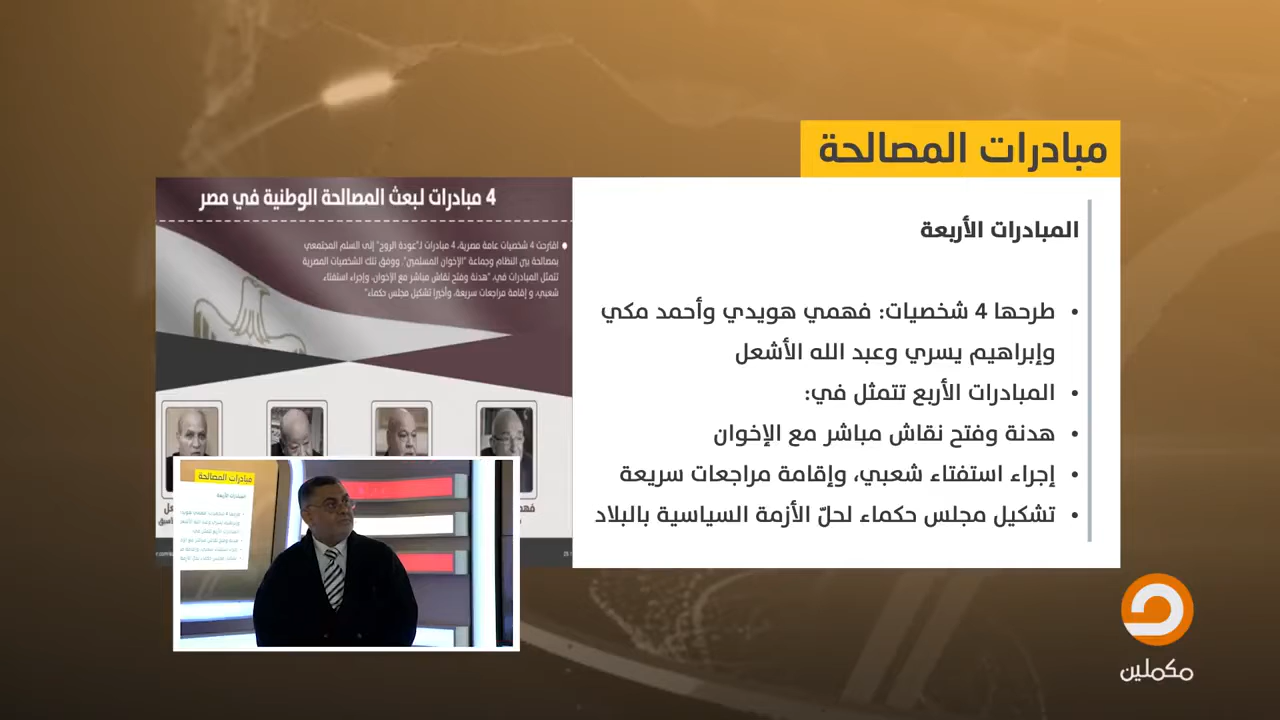 مبادرات المصالحة
المبادرات الأربعة
• طرحها 4 شخصيات: فهمي هويدي وأحمد مكي
وإبراهيم يسري وعبد الله الأشعل
• المبادرات الأربع تتمثل في:
• هدنة وفتح نقاش مباشر مع الإخوان
• إجراء استفتاء شعبي، وإقامة مراجعات سريعة
• تشكيل مجلس حكماء لحلّ الأزمة السياسية بالبلاد
4 مبادرات لبعث المصالحة الوطنية في مصر
● اقترحت 4 شخصيات عامة مصرية، 4 مبادرات لـ"عودة الروح" إلى السلم المجتمعي
بمصالحة بين النظام وجماعة "الإخوان المسلمين". ووفق تلك الشخصيات المصرية
تتمثل المبادرات في، "هدنة وفتح نقاش مباشر مع الإخوان، وإجراء استفتاء
شعبي، و إقامة مراجعات سريعة، وأخيرا تشكيل مجلس حكماء"
مبادرات المصالحة
المبادرات الأربعة
مكملين